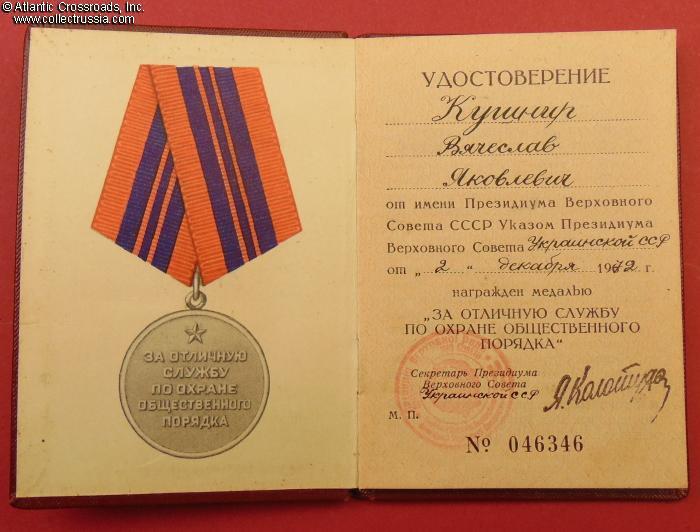 © Atlantic Crossroads, Inc.
www.collectrussia.com
ЗА ОТЛИЧНУЮ
СЛУЖБУ
ПО ОХРАНЕ
ОБЩЕСТВЕННОГО
ПОРЯДКА
УДОСТОВЕРЕНИЕ
Кушнир
Вячеслав
Яковлевич
от имени Президиума Верховного
Совета СССР Указом Президиума
Верховного Совета Украинской ССР
от „ 2 “ декабря 1972 г.
награжден медалью
„ЗА ОТЛИЧНУЮ СЛУЖБУ
ПО ОХРАНЕ ОБЩЕСТВЕННОГО
ПОРЯДКА“
Секретарь Президиума
Верховного Совета
Украинской ССР
М. П.
№ 046346